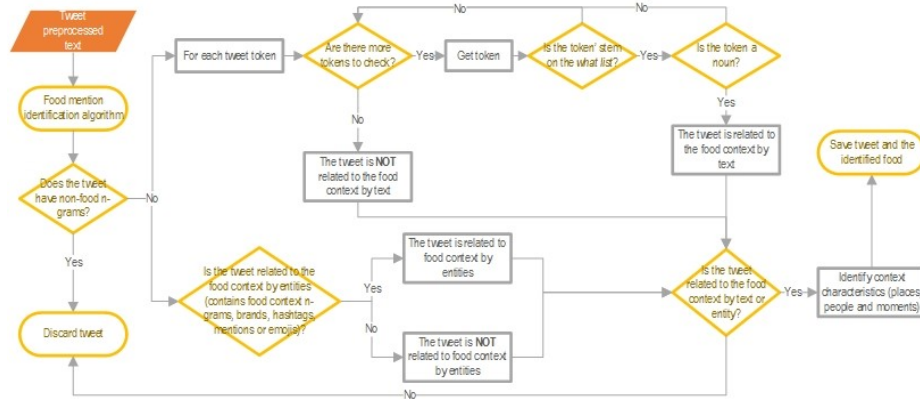 Tweet
preprocessed
text
Food mention
identification algorithm
Does the tweet
have non-food n-
grams?
Yes
Discard tweet
No
For each tweet token
Are there more
tokens to check?
Yes
Get token
Is the token' stem
on the what list?
Yes
Is the token a
noun?
No
No
No
Yes
The tweet is NOT
related to the food
context by text
The tweet is related to
the food context by
text
Is the tweet related to the
food context by entities
(contains food context n-
grams, brands, hashtags,
mentions or emojis)?
Yes
No
The tweet is related to
food context by
entities
The tweet is NOT
related to food context
by entities
Is the tweet
related to the food
context by text or
entity?
Yes
No
Identify context
characteristics (places,
people and moments)
Save tweet and the
identified food